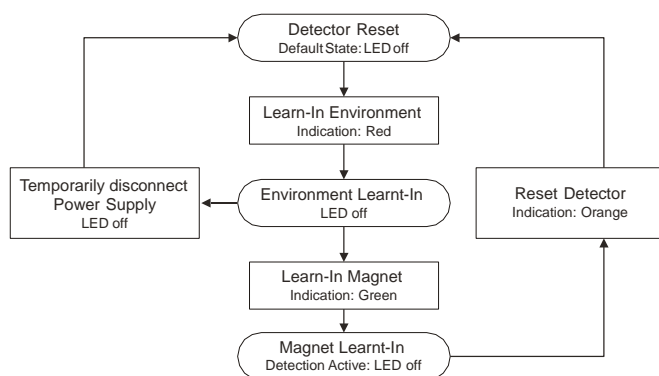 Detector Reset
Default State: LED off
Learn-In Environment
Indication: Red
Temporarily disconnect
Power Supply
LED off
Environment Learnt-In
LED off
Reset Detector
Indication: Orange
Learn-In Magnet
Indication: Green
Magnet Learnt-In
Detection Active: LED off